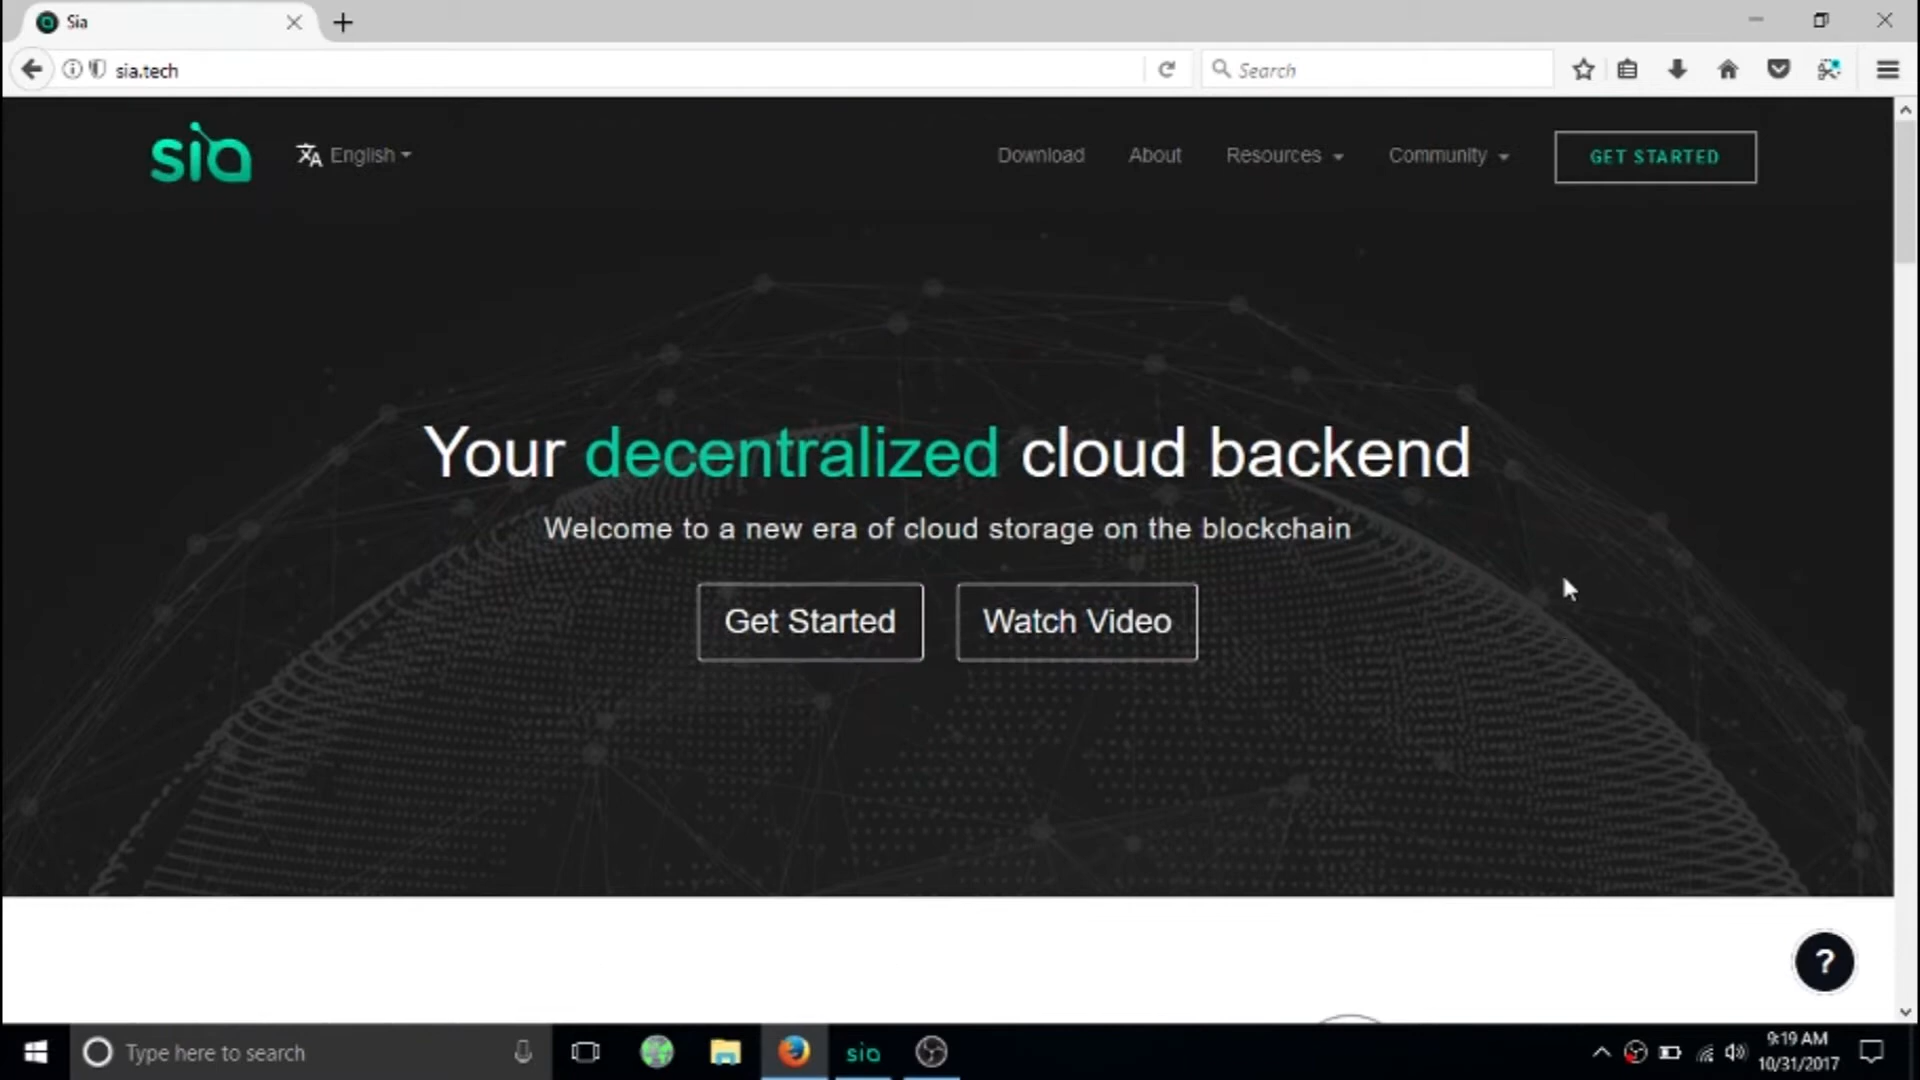 Sia
sia.tech
Search
sia
English
Download
About
Resources
Community
GET STARTED
Your decentralized cloud backend
Welcome to a new era of cloud storage on the blockchain
Get Started
Watch Video
?
Type here to search
sia
9:19 AM
10/31/2017